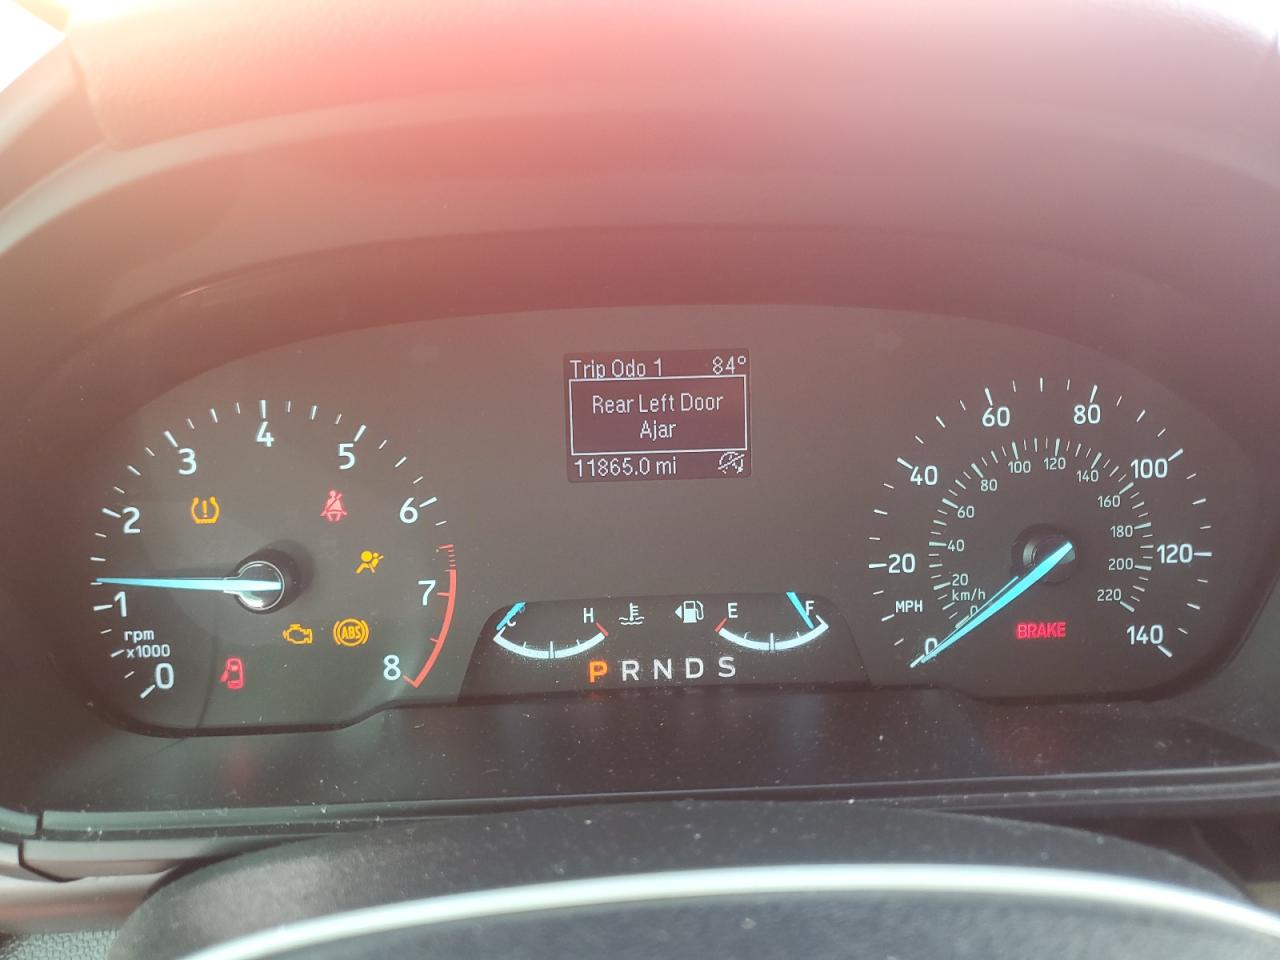 Trip Odo 1 84°
Rear Left Door
Ajar
11865.0 mi
0 1 2 3 4 5 6 7 8
rpm
x1000
ABS
C H
E F
P R N D S
0 20 40 60 80 100 120 140
MPH
0 20 40 60 80 100 120 140 160 180 200 220
km/h
BRAKE